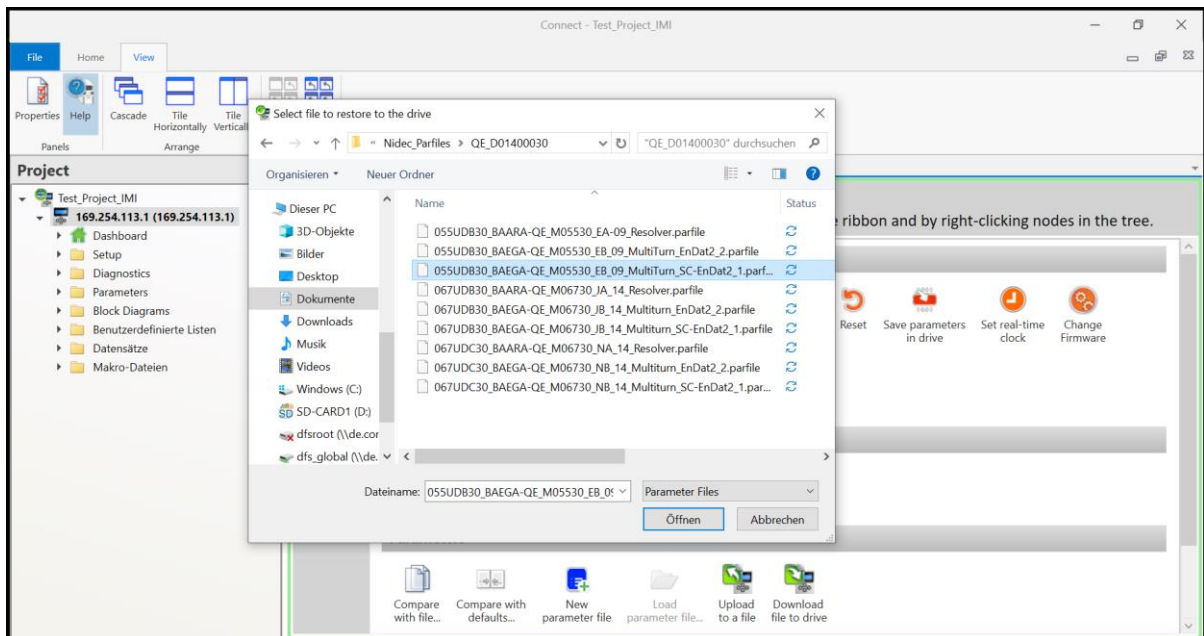 Connect - Test_Project_IMI
File Home View
Properties Help Cascade Tile Horizontally Tile
Panels Arrange
Project
Test_Project_IMI
169.254.113.1 (169.254.113.1)
Dashboard
Setup
Diagnostics
Parameters
Block Diagrams
Benutzerdefinierte Listen
Datensätze
Makro-Dateien
Select file to restore to the drive
« Nidec_Parfiles > QE_D01400030 "QE_D01400030" durchsuchen
Organisieren Neuer Ordner
Dieser PC
3D-Objekte
Bilder
Desktop
Dokumente
Downloads
Musik
Videos
Windows (C:)
SD-CARD1 (D:)
dfsroot (\\de.cor
dfs_global (\\de.
Name Status
055UDB30_BAARA-QE_M05530_EA-09_Resolver.parfile
055UDB30_BAEGA-QE_M05530_EB_09_MultiTurn_EnDat2_2.parfile
055UDB30_BAEGA-QE_M05530_EB_09_MultiTurn_SC-EnDat2_1.parf...
067UDB30_BAARA-QE_M06730_JA_14_Resolver.parfile
067UDB30_BAEGA-QE_M06730_JB_14_Multiturn_EnDat2_2.parfile
067UDB30_BAEGA-QE_M06730_JB_14_Multiturn_SC-EnDat2_1.parfile
067UDC30_BAARA-QE_M06730_NA_14_Resolver.parfile
067UDC30_BAEGA-QE_M06730_NB_14_Multiturn_EnDat2_2.parfile
067UDC30_BAEGA-QE_M06730_NB_14_Multiturn_SC-EnDat2_1.par...
Dateiname: 055UDB30_BAEGA-QE_M05530_EB_09 Parameter Files
Öffnen Abbrechen
ribbon and by right-clicking nodes in the tree.
Reset Save parameters in drive Set real-time clock Change Firmware
Compare with file... Compare with defaults... New parameter file Load parameter file... Upload to a file Download file to drive